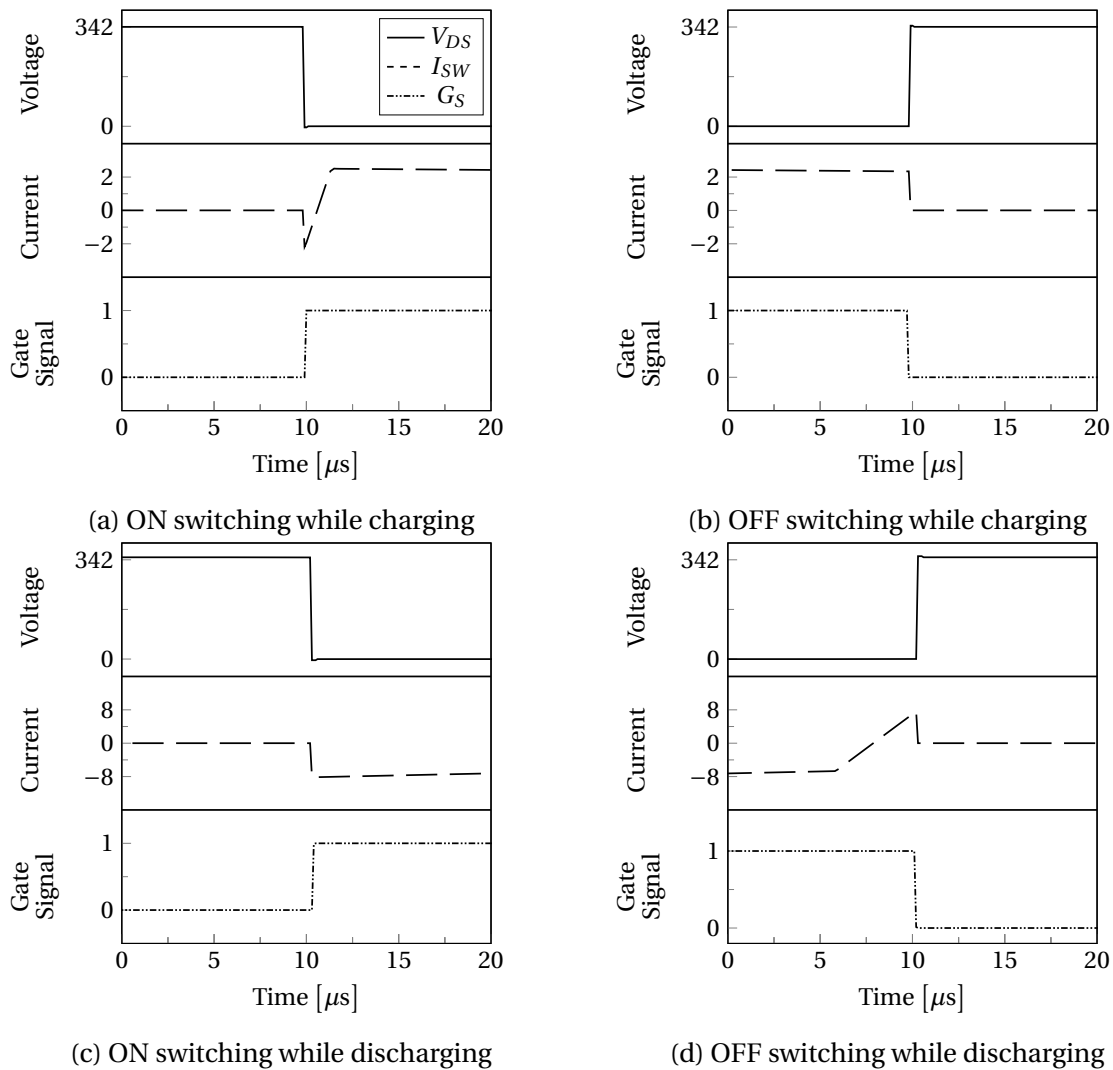 342
0
Voltage
V_DS
I_SW
G_S
2
0
−2
Current
1
0
Gate
Signal
0 5 10 15 20
Time [μs]
(a) ON switching while charging
342
0
Voltage
2
0
−2
Current
1
0
Gate
Signal
0 5 10 15 20
Time [μs]
(b) OFF switching while charging
342
0
Voltage
8
0
−8
Current
1
0
Gate
Signal
0 5 10 15 20
Time [μs]
(c) ON switching while discharging
342
0
Voltage
8
0
−8
Current
1
0
Gate
Signal
0 5 10 15 20
Time [μs]
(d) OFF switching while discharging